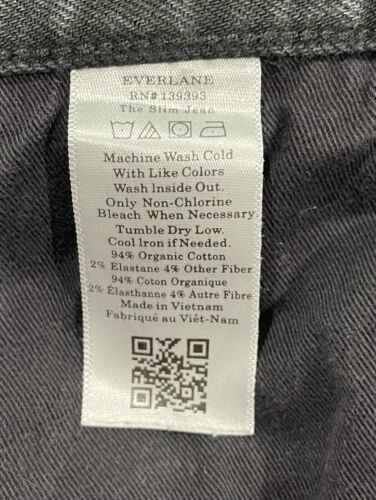 EVERLANE
RN# 139393
The Slim Jean
Machine Wash Cold
With Like Colors
Wash Inside Out.
Only Non-Chlorine
Bleach When Necessary.
Tumble Dry Low.
Cool Iron if Needed.
94% Organic Cotton
2% Elastane 4% Other Fiber
94% Coton Organique
2% Élasthanne 4% Autre Fibre
Made in Vietnam
Fabriqué au Viêt-Nam